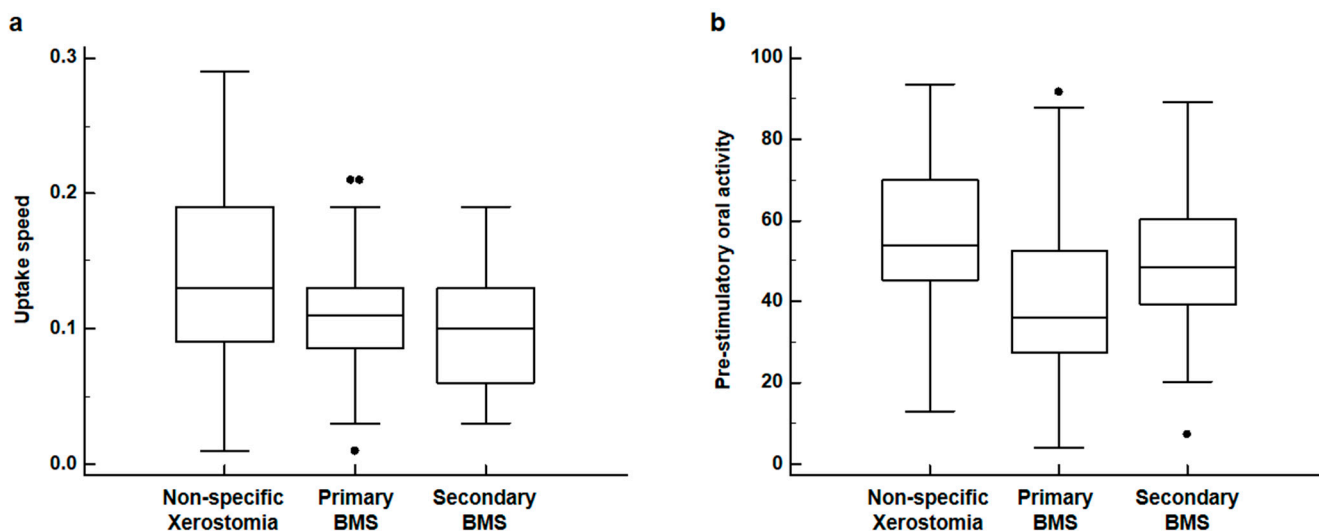 a
Uptake speed
0.3
0.2
0.1
0.0
Non-specific Xerostomia
Primary BMS
Secondary BMS
b
Pre-stimulatory oral activity
100
80
60
40
20
0
Non-specific Xerostomia
Primary BMS
Secondary BMS